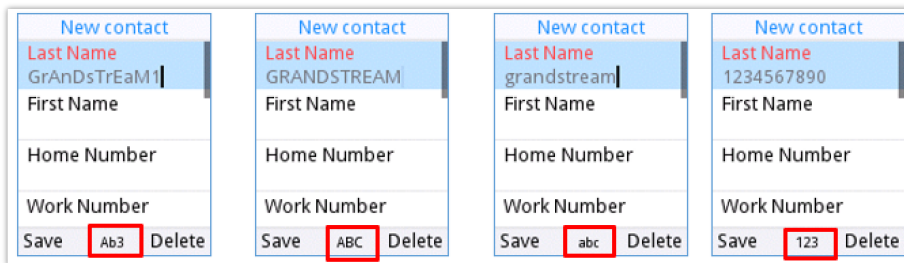 New contact
Last Name
GrAnDsTrEaM1
First Name
Home Number
Work Number
Save Ab3 Delete
New contact
Last Name
GRANDSTREAM
First Name
Home Number
Work Number
Save ABC Delete
New contact
Last Name
grandstream
First Name
Home Number
Work Number
Save abc Delete
New contact
Last Name
1234567890
First Name
Home Number
Work Number
Save 123 Delete